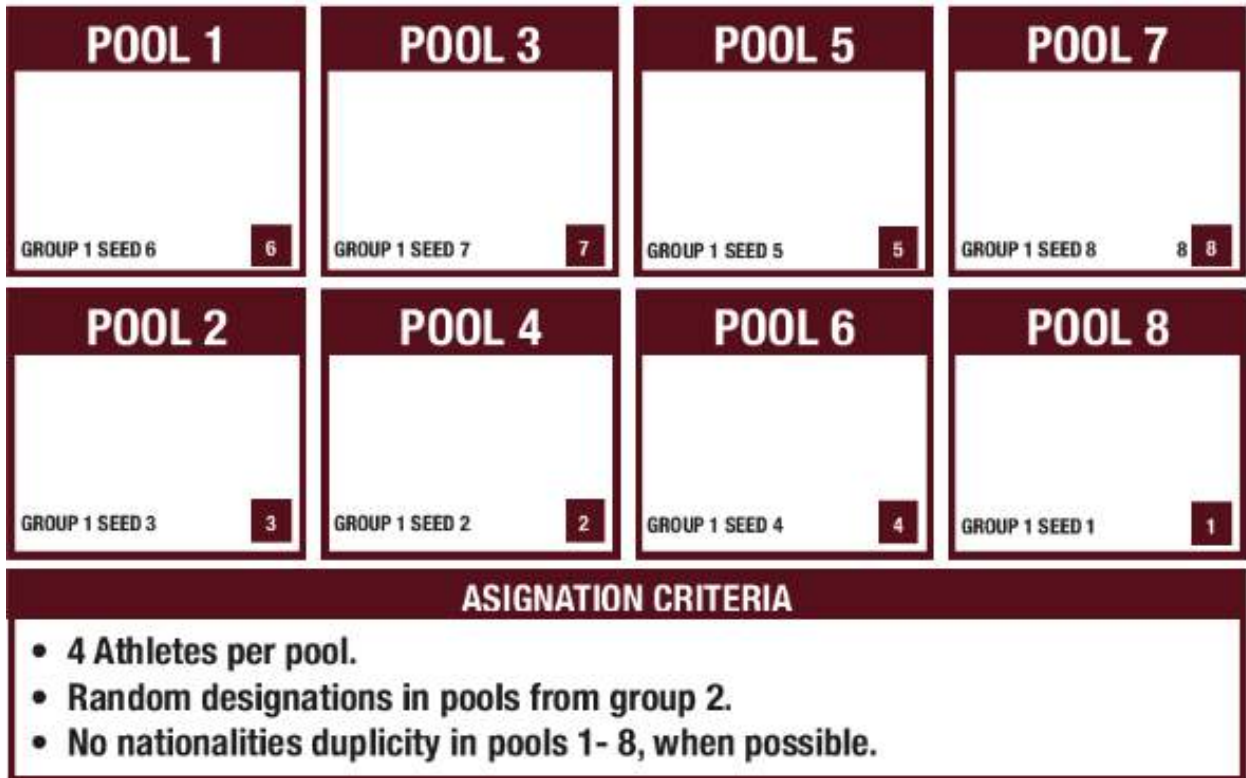 POOL 1
GROUP 1 SEED 6 6
POOL 3
GROUP 1 SEED 7 7
POOL 5
GROUP 1 SEED 5 5
POOL 7
GROUP 1 SEED 8 8 8
POOL 2
GROUP 1 SEED 3 3
POOL 4
GROUP 1 SEED 2 2
POOL 6
GROUP 1 SEED 4 4
POOL 8
GROUP 1 SEED 1 1
ASIGNATION CRITERIA
• 4 Athletes per pool.
• Random designations in pools from group 2.
• No nationalities duplicity in pools 1- 8, when possible.